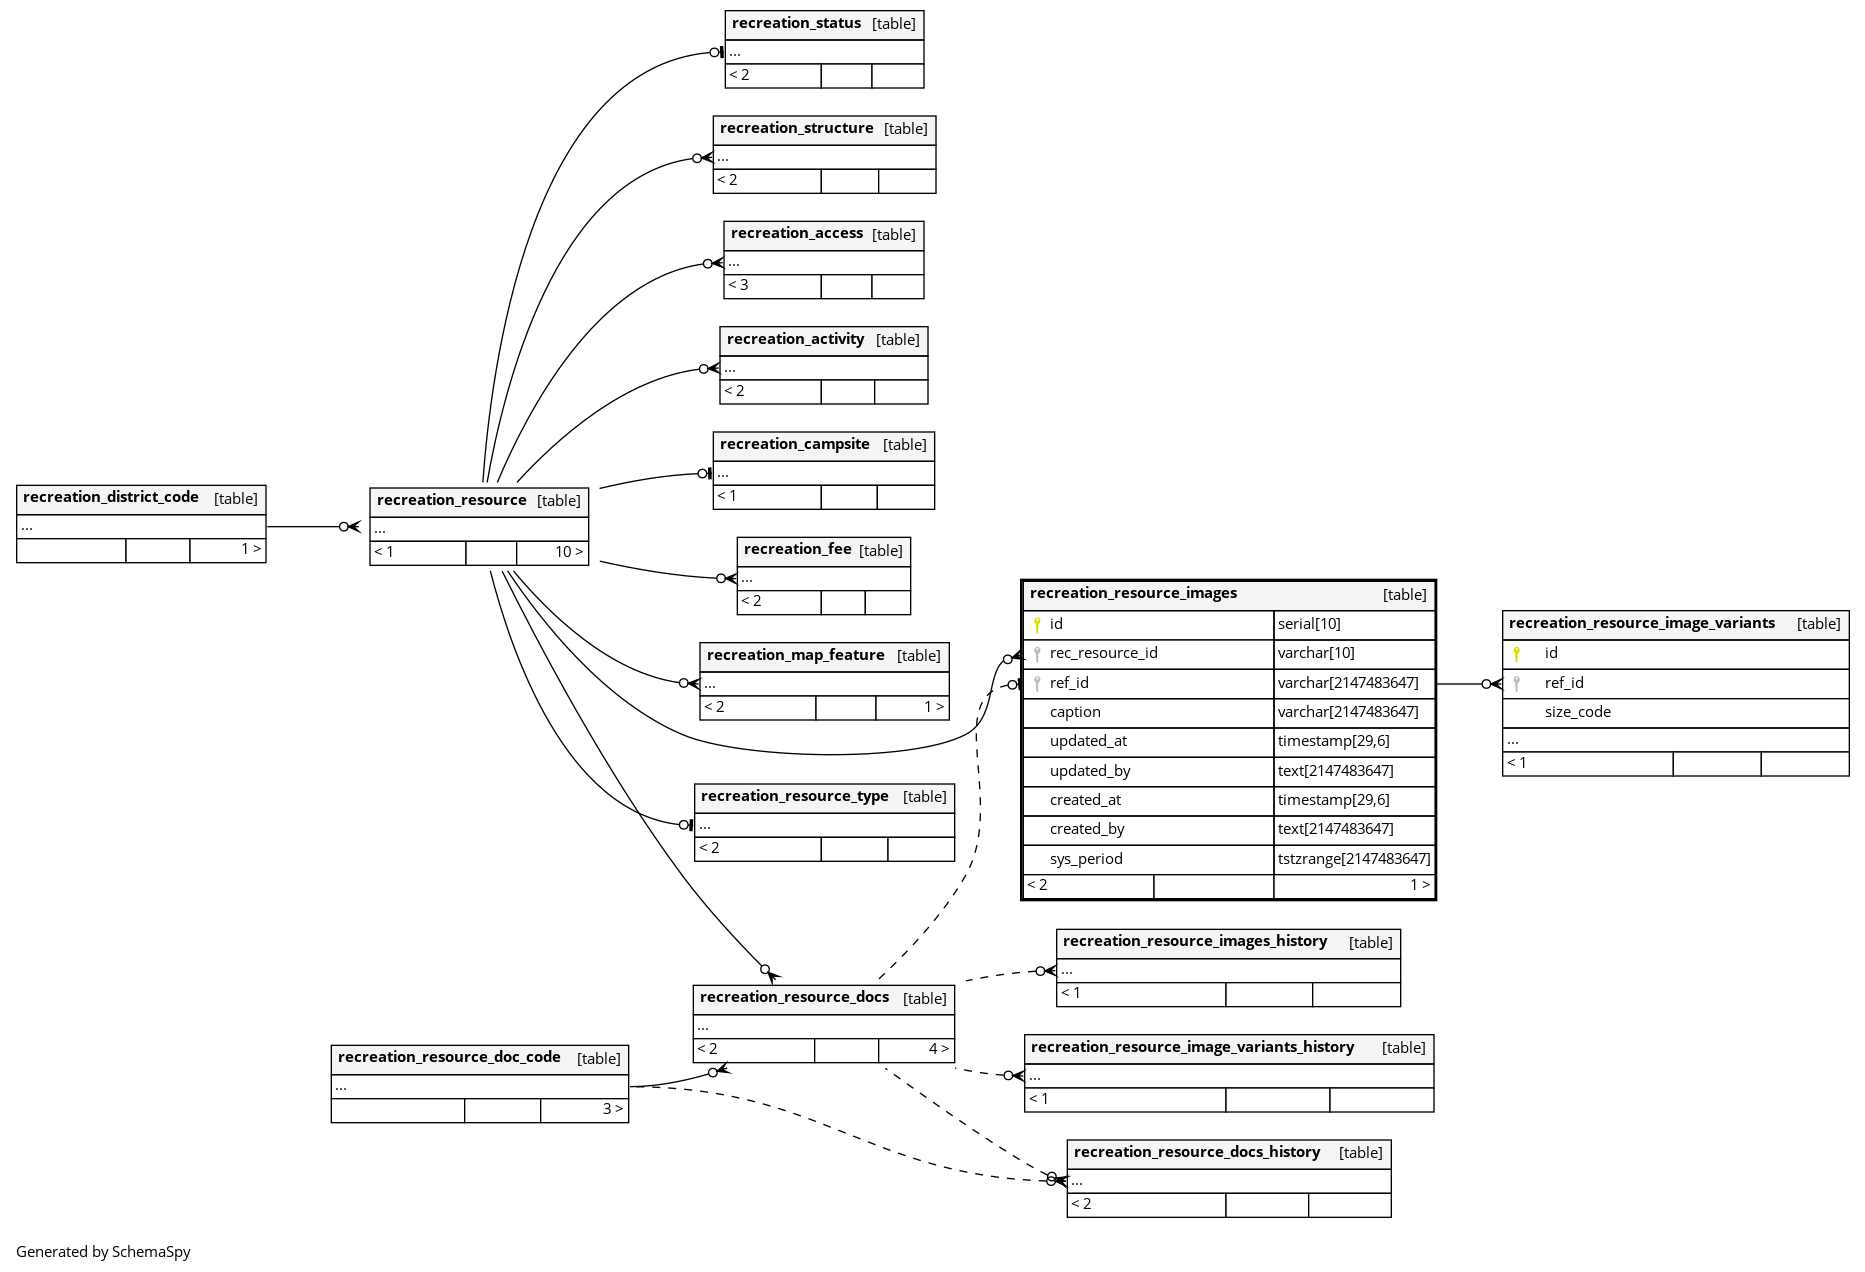 recreation_status [table]
...
< 2
recreation_structure [table]
...
< 2
recreation_access [table]
...
< 3
recreation_activity [table]
...
< 2
recreation_campsite [table]
...
< 1
recreation_district_code [table]
...
1 >
recreation_resource [table]
...
< 1 10 >
recreation_fee [table]
...
< 2
recreation_resource_images [table]
id serial[10]
rec_resource_id varchar[10]
ref_id varchar[2147483647]
caption varchar[2147483647]
updated_at timestamp[29,6]
updated_by text[2147483647]
created_at timestamp[29,6]
created_by text[2147483647]
sys_period tstzrange[2147483647]
< 2 1 >
recreation_resource_image_variants [table]
id
ref_id
size_code
...
< 1
recreation_map_feature [table]
...
< 2 1 >
recreation_resource_type [table]
...
< 2
recreation_resource_images_history [table]
...
< 1
recreation_resource_docs [table]
...
< 2 4 >
recreation_resource_doc_code [table]
...
3 >
recreation_resource_image_variants_history [table]
...
< 1
recreation_resource_docs_history [table]
...
< 2
Generated by SchemaSpy